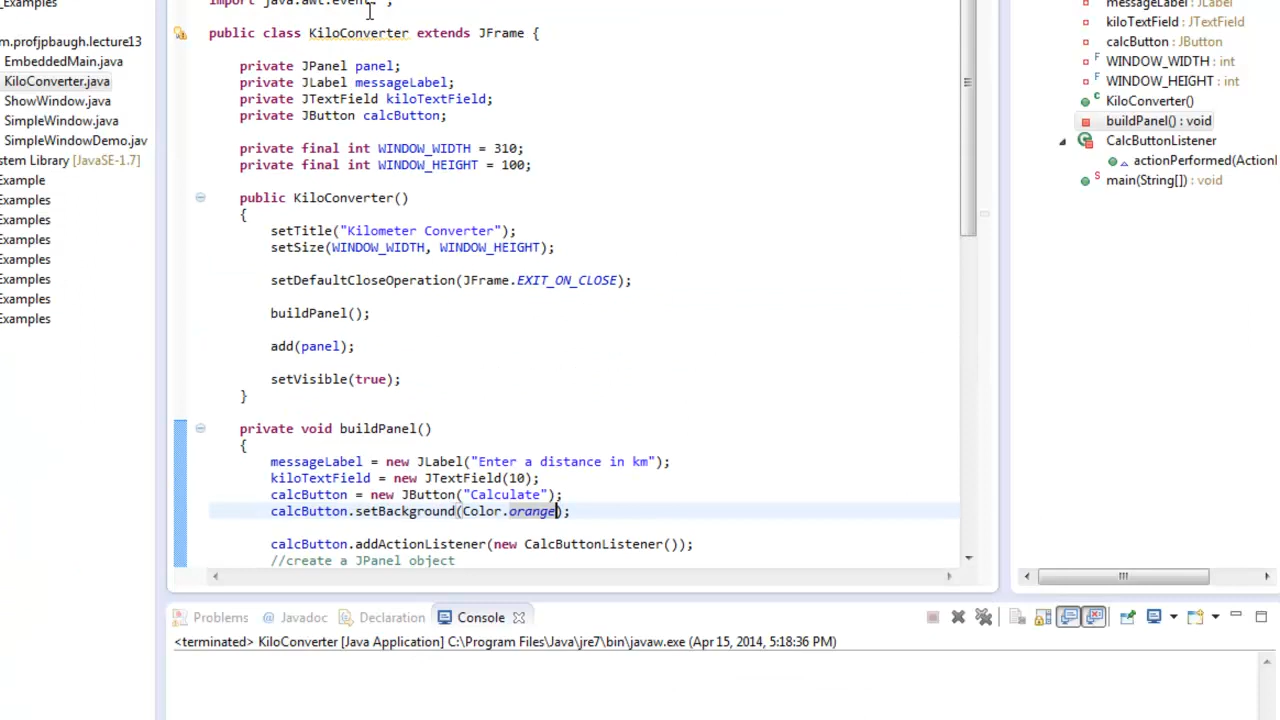 Examples
m.profjpbaugh.lecture13
EmbeddedMain.java
KiloConverter.java
ShowWindow.java
SimpleWindow.java
SimpleWindowDemo.jav
stem Library [JavaSE-1.7]
Example
Examples
Examples
Examples
Examples
Examples
Examples
Examples
import java.awt.event.*;
public class KiloConverter extends JFrame {
private JPanel panel;
private JLabel messageLabel;
private JTextField kiloTextField;
private JButton calcButton;
private final int WINDOW_WIDTH = 310;
private final int WINDOW_HEIGHT = 100;
public KiloConverter()
{
setTitle("Kilometer Converter");
setSize(WINDOW_WIDTH, WINDOW_HEIGHT);
setDefaultCloseOperation(JFrame.EXIT_ON_CLOSE);
buildPanel();
add(panel);
setVisible(true);
}
private void buildPanel()
{
messageLabel = new JLabel("Enter a distance in km");
kiloTextField = new JTextField(10);
calcButton = new JButton("Calculate");
calcButton.setBackground(Color.orange);
calcButton.addActionListener(new CalcButtonListener());
//create a JPanel object
messageLabel : JLabel
kiloTextField : JTextField
calcButton : JButton
F WINDOW_WIDTH : int
F WINDOW_HEIGHT : int
C KiloConverter()
buildPanel() : void
CalcButtonListener
actionPerformed(ActionI
S main(String[]) : void
Problems @ Javadoc Declaration Console
<terminated> KiloConverter [Java Application] C:\Program Files\Java\jre7\bin\javaw.exe (Apr 15, 2014, 5:18:36 PM)